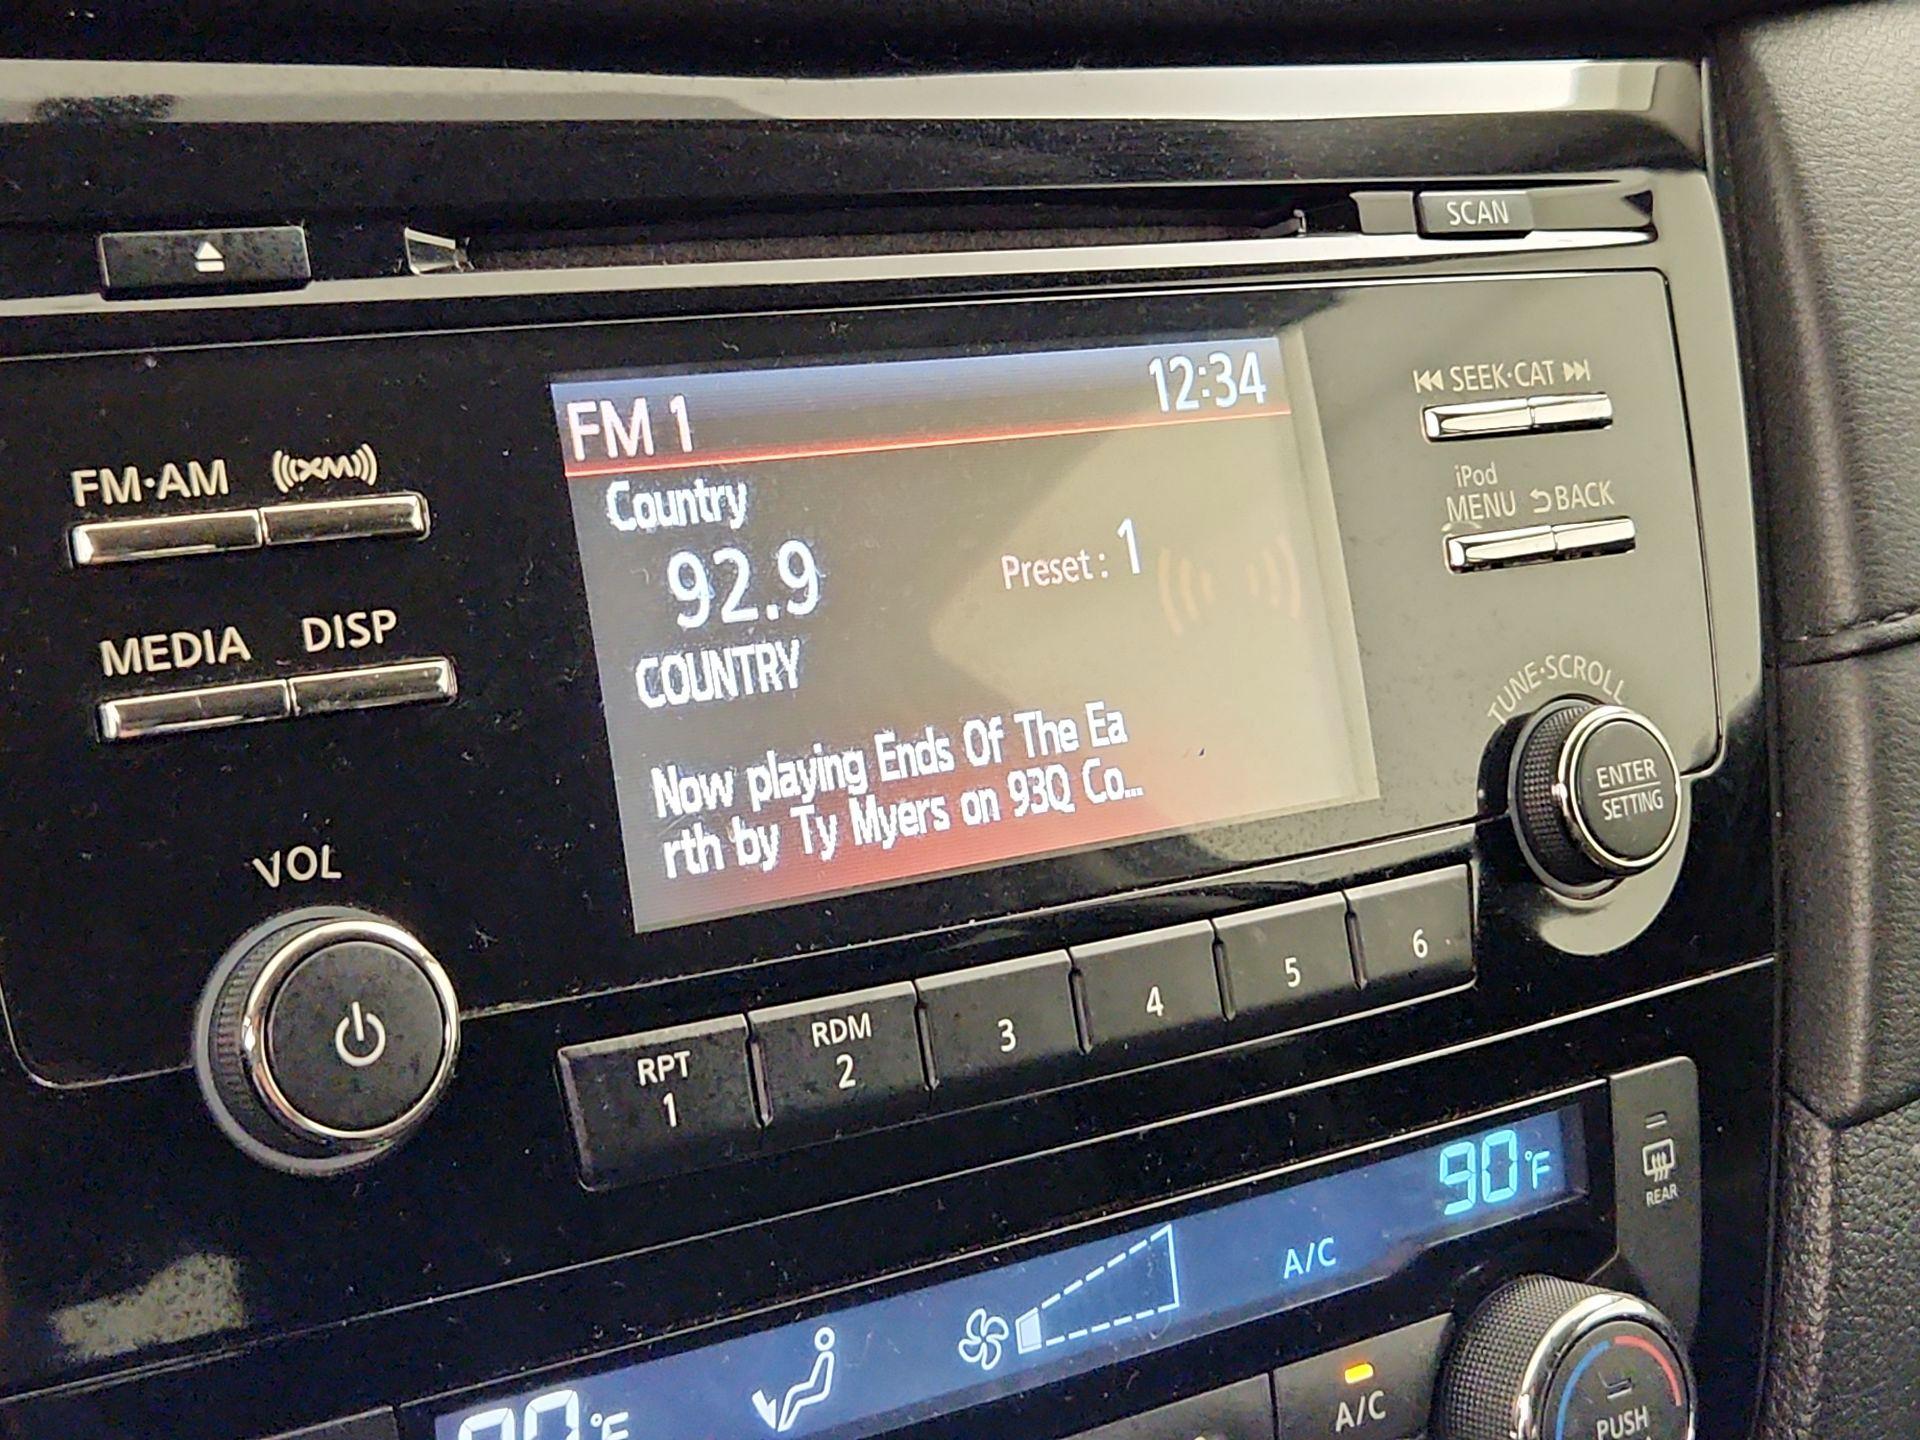 SCAN
FM 1 12:34
Country
92.9 Preset : 1
COUNTRY
Now playing Ends Of The Ea
rth by Ty Myers on 93Q Co...
FM·AM ((XM))
MEDIA DISP
VOL
SEEK·CAT
iPod
MENU BACK
TUNE·SCROLL
ENTER
SETTING
RPT
1
RDM
2
3
4
5
6
90°F
REAR
A/C
°F
A/C
PUSH